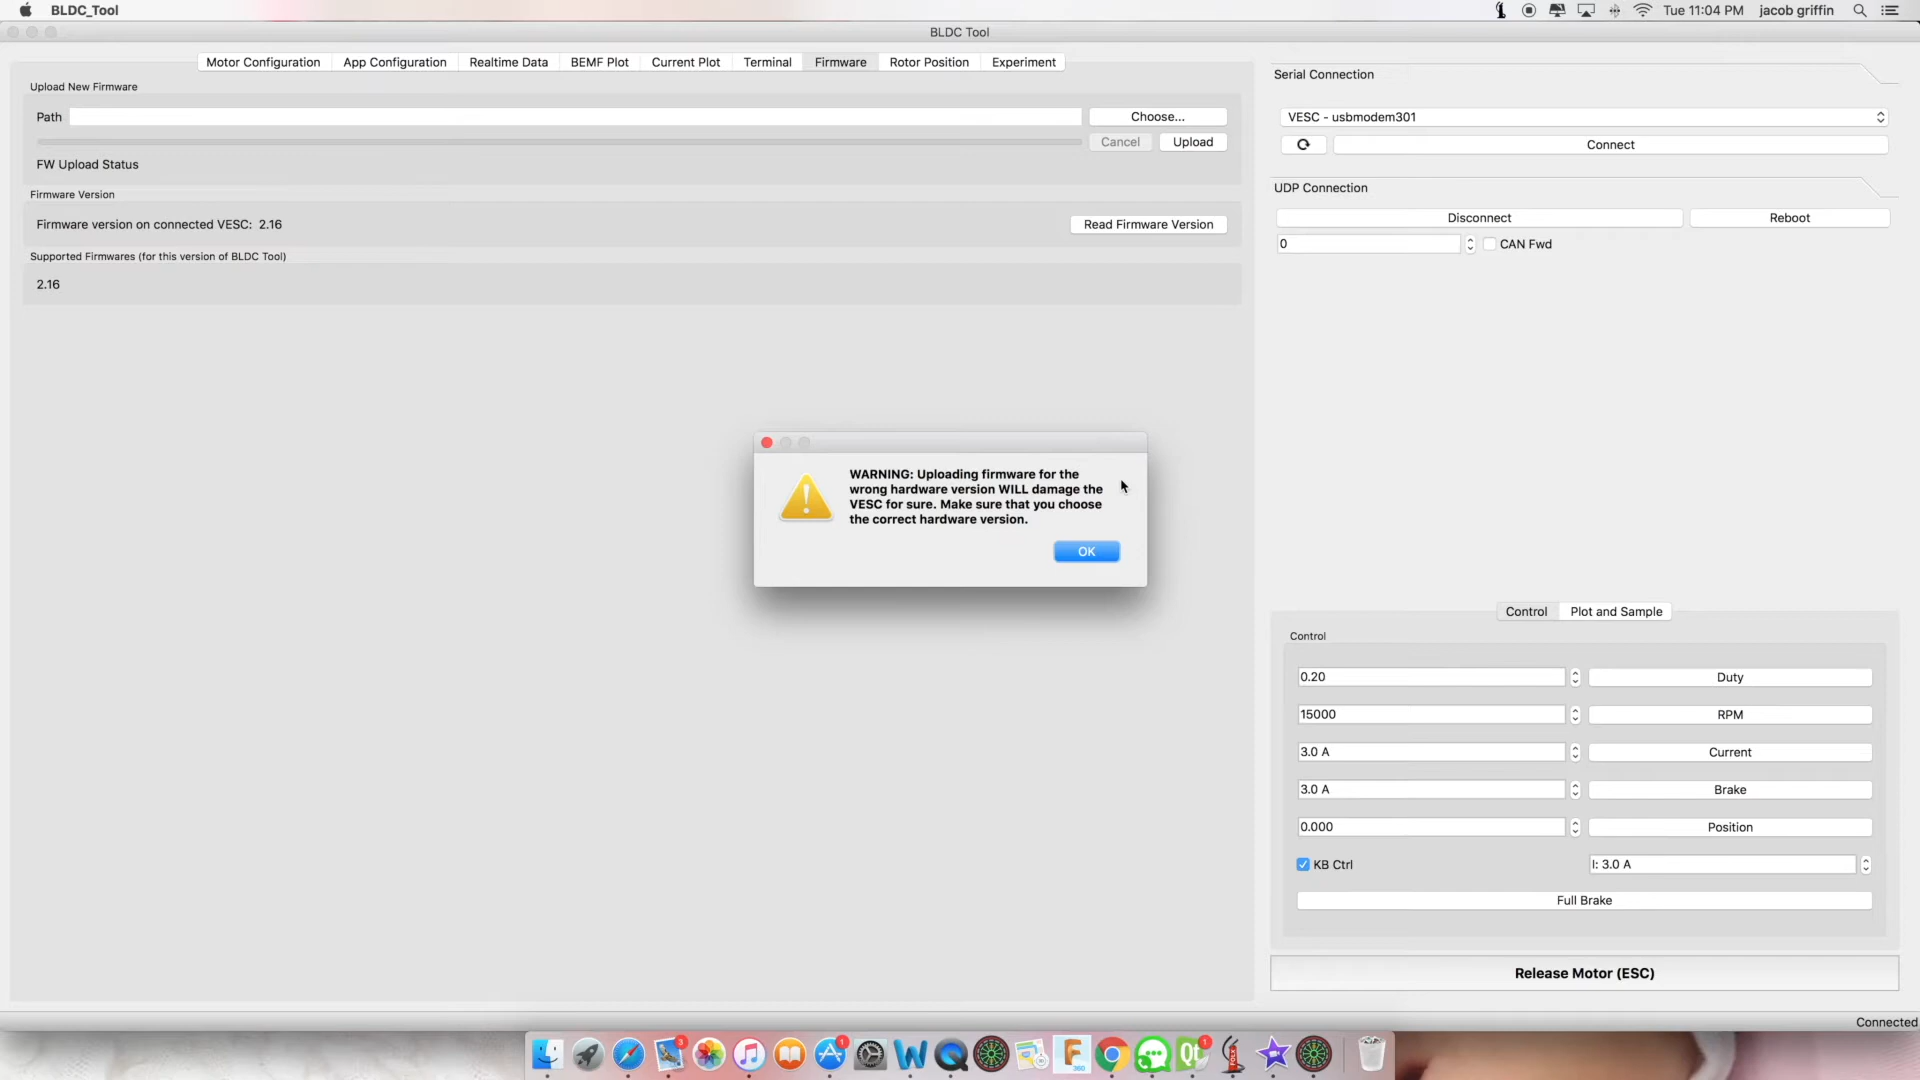 BLDC_Tool
Tue 11:04 PM jacob griffin
BLDC Tool
Motor Configuration App Configuration Realtime Data BEMF Plot Current Plot Terminal Firmware Rotor Position Experiment
Upload New Firmware
Path Choose...
Cancel Upload
FW Upload Status
Firmware Version
Firmware version on connected VESC: 2.16 Read Firmware Version
Supported Firmwares (for this version of BLDC Tool)
2.16
WARNING: Uploading firmware for the
wrong hardware version WILL damage the
VESC for sure. Make sure that you choose
the correct hardware version.
OK
Serial Connection
VESC - usbmodem301
Connect
UDP Connection
Disconnect Reboot
0 CAN Fwd
Control Plot and Sample
Control
0.20 Duty
15000 RPM
3.0 A Current
3.0 A Brake
0.000 Position
KB Ctrl I: 3.0 A
Full Brake
Release Motor (ESC)
Connected
3 1 W F 360 Qt 1